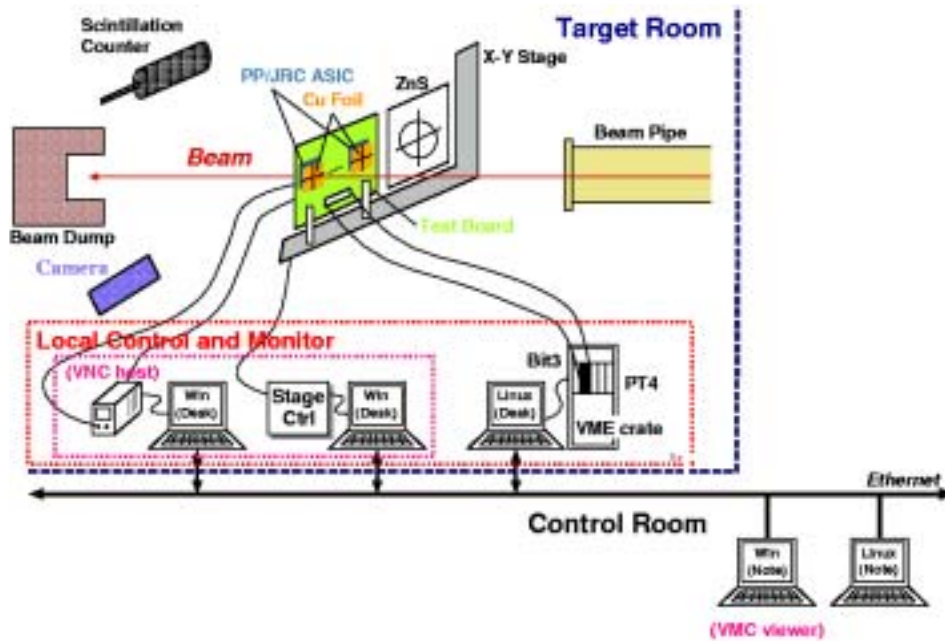 Scintillation
Counter
Target Room
X-Y Stage
PP/JRC ASIC
ZnS
Cu Foil
Beam Pipe
Beam
Test Board
Beam Dump
Camera
Local Control and Monitor
(VNC host)
Bit3
PT4
Win
(Desk)
Stage
Ctrl
Win
(Desk)
Linux
(Desk)
VME crate
Ethernet
Control Room
Win
(Note)
Linux
(Note)
(VMC viewer)